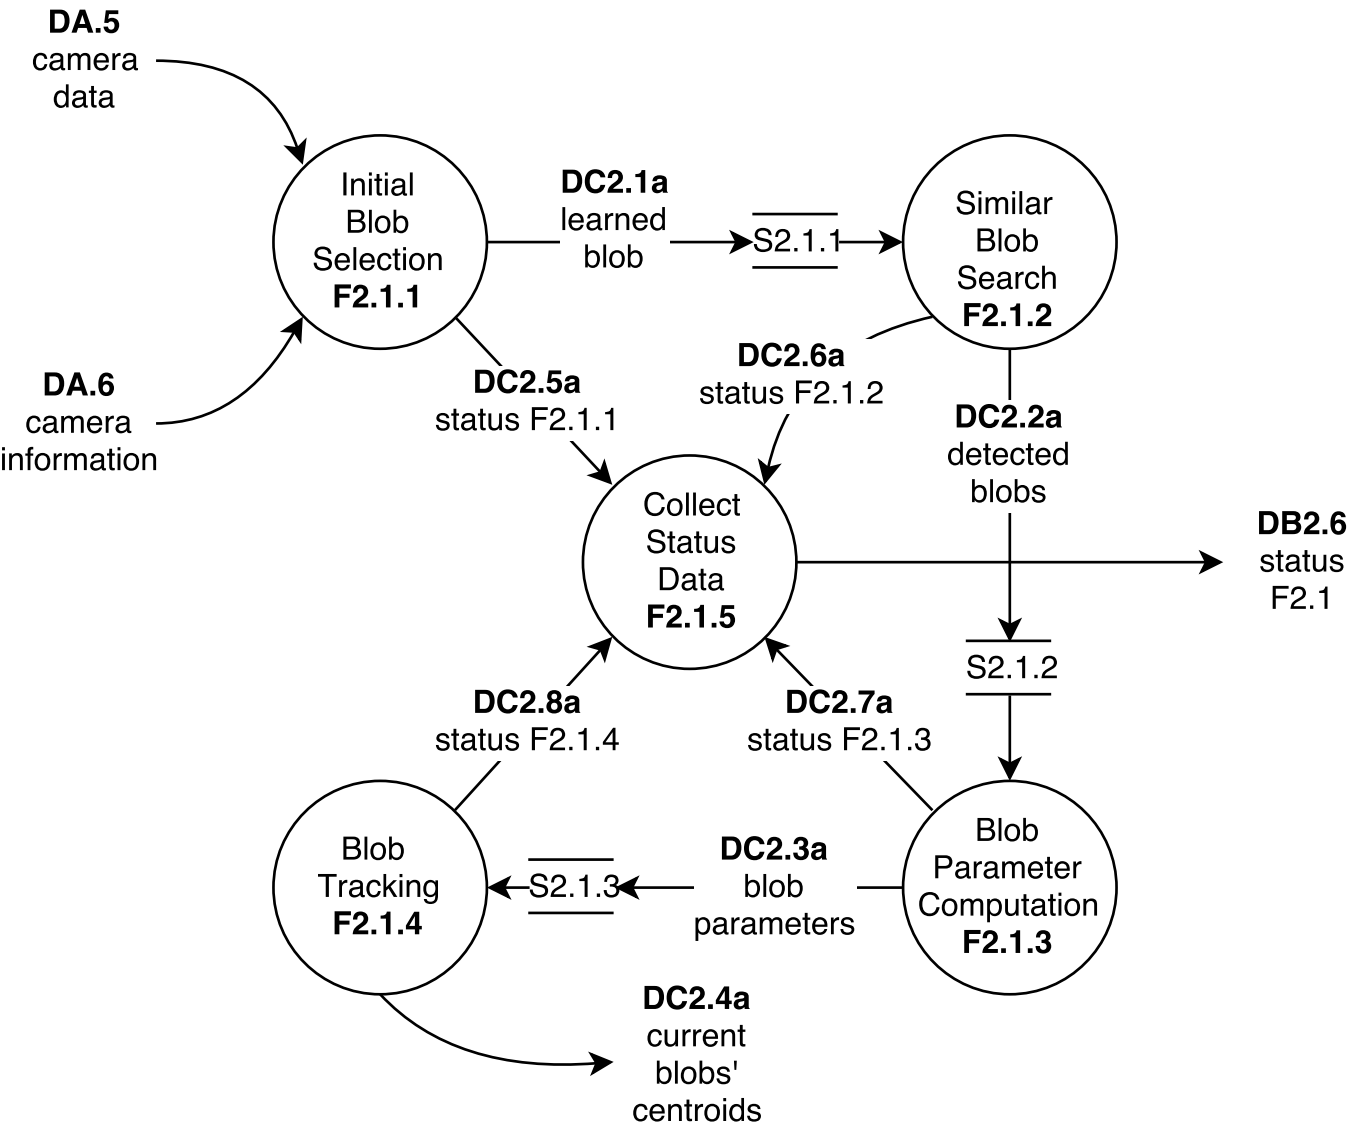 DA.5
camera
data
Initial
Blob
Selection
F2.1.1
DC2.1a
learned
blob
S2.1.1
Similar
Blob
Search
F2.1.2
DA.6
camera
information
DC2.5a
status F2.1.1
DC2.6a
status F2.1.2
DC2.2a
detected
blobs
Collect
Status
Data
F2.1.5
DB2.6
status
F2.1
S2.1.2
DC2.8a
status F2.1.4
DC2.7a
status F2.1.3
Blob
Tracking
F2.1.4
S2.1.3
DC2.3a
blob
parameters
Blob
Parameter
Computation
F2.1.3
DC2.4a
current
blobs'
centroids